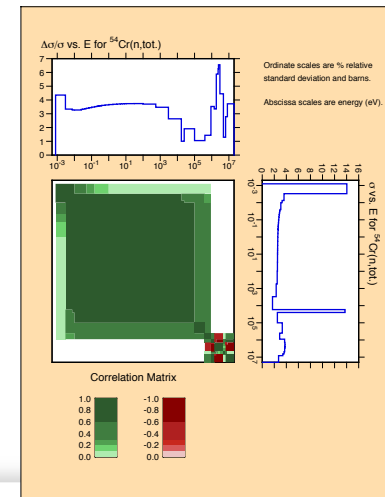 Δσ/σ vs. E for ⁵⁴Cr(n,tot.)
Ordinate scales are % relative
standard deviation and barns.
Abscissa scales are energy (eV).
7
6
5
4
3
2
1
0
10⁻³ 10⁻¹ 10¹ 10³ 10⁵ 10⁷
0 2 4 6 8 10 12 14 16
σ vs. E for ⁵⁴Cr(n,tot.)
10⁻³
10⁻¹
10¹
10³
10⁵
10⁷
Correlation Matrix
1.0 -1.0
0.8 -0.8
0.6 -0.6
0.4 -0.4
0.2 -0.2
0.0 0.0